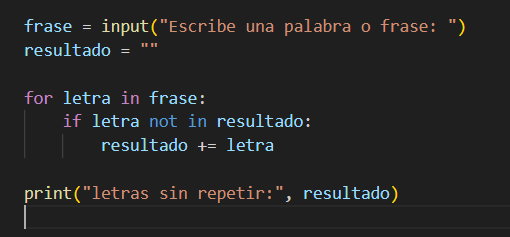 frase = input("Escribe una palabra o frase: ")
resultado = ""
for letra in frase:
if letra not in resultado:
resultado += letra
print("letras sin repetir:", resultado)